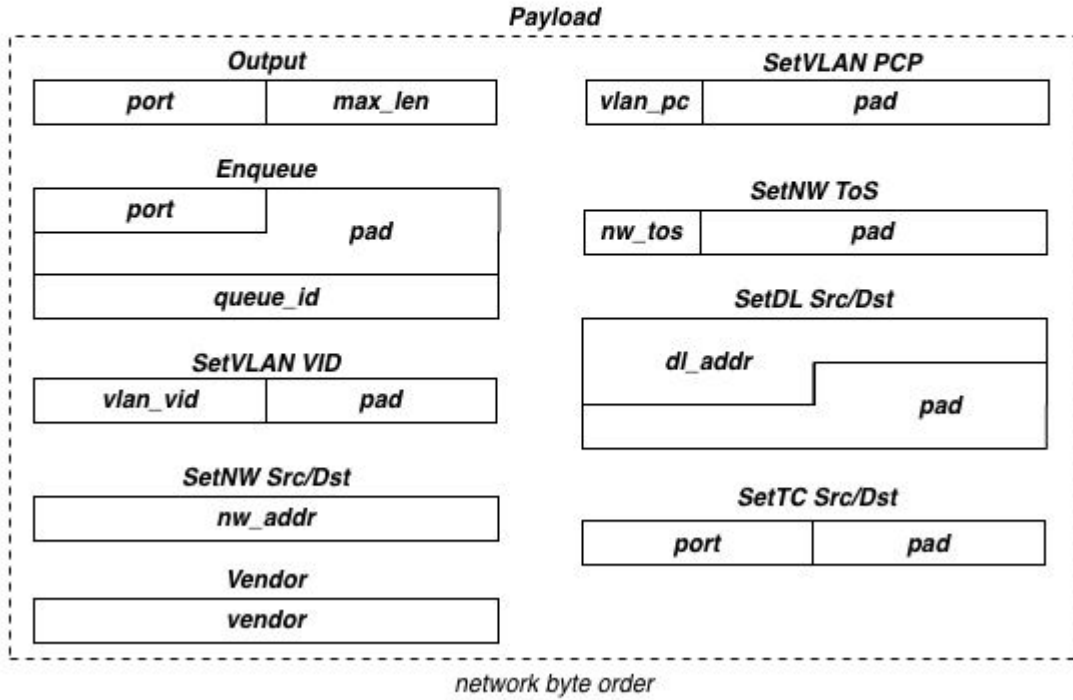 Payload
Output
port max_len
Enqueue
port
pad
queue_id
SetVLAN VID
vlan_vid pad
SetNW Src/Dst
nw_addr
Vendor
vendor
SetVLAN PCP
vlan_pc pad
SetNW ToS
nw_tos pad
SetDL Src/Dst
dl_addr
pad
SetTC Src/Dst
port pad
network byte order